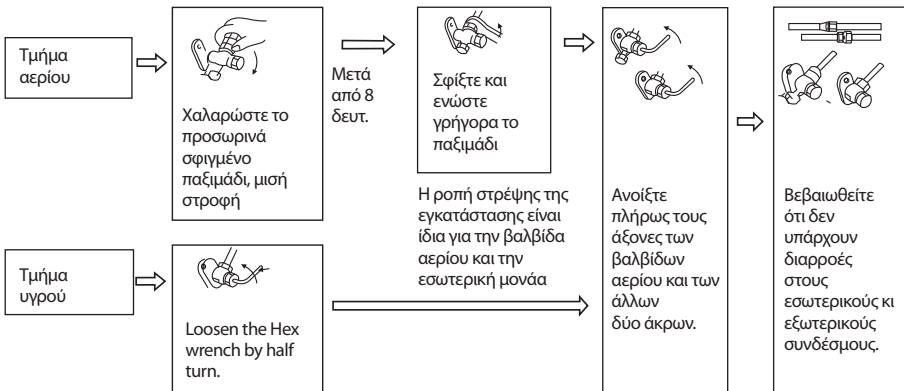 Τμήμα
αερίου
Χαλαρώστε το
προσωρινά
σφιγμένο
παξιμάδι, μισή
στροφή
Μετά
από 8
δευτ.
Σφίξτε και
ενώστε
γρήγορα το
παξιμάδι
Η ροπή στρέψης της
εγκατάστασης είναι
ίδια για την βαλβίδα
αερίου και την
εσωτερική μονάα
Ανοίξτε
πλήρως τους
άξονες των
βαλβίδων
αερίου και των
άλλων
δύο άκρων.
Βεβαιωθείτε
ότι δεν
υπάρχουν
διαρροές
στους
εσωτερικούς κι
εξωτερικούς
συνδέσμους.
Τμήμα
υγρού
Loosen the Hex
wrench by half
turn.